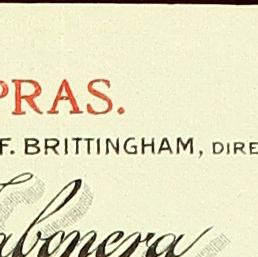 PRAS.
F. BRITTINGHAM, DIRE
abonera